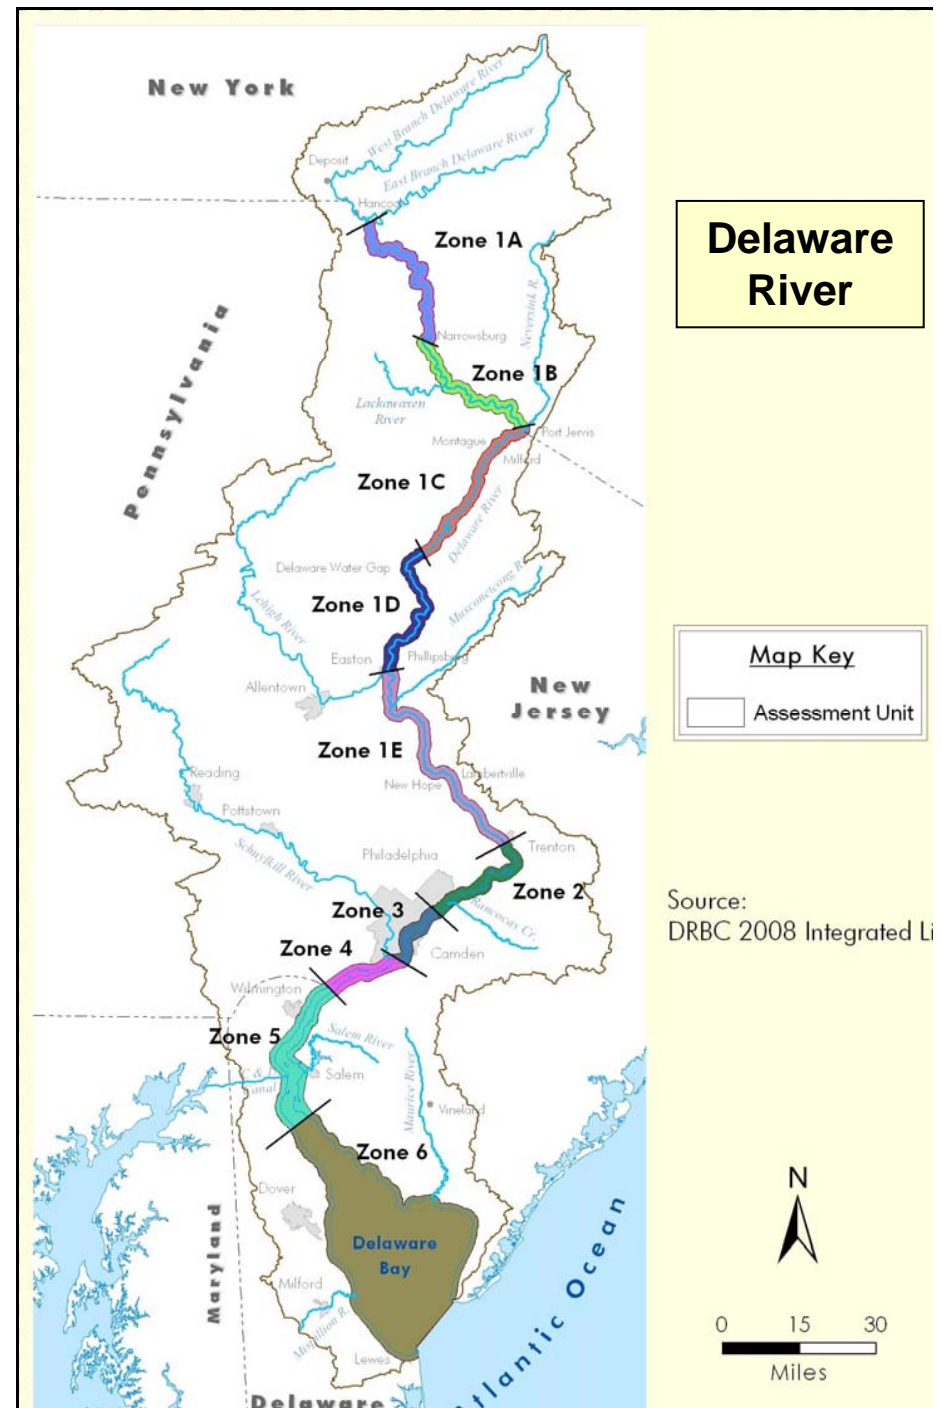 New York
West Branch Delaware River
East Branch Delaware River
Deposit
Hancock
Zone 1A
Delaware
River
Neversink R.
Pennsylvania
Narrowsburg
Zone 1B
Lackawaxen
River
Port Jervis
Montague
Milford
Zone 1C
Delaware River
Delaware Water Gap
Musconetcong R.
Zone 1D
Lehigh River
Easton
Phillipsburg
Allentown
New
Jersey
Map Key
Assessment Unit
Zone 1E
Lambertville
New Hope
Reading
Pottstown
Trenton
Philadelphia
Schuylkill River
Zone 2
Rancocas Cr.
Zone 3
Source:
DRBC 2008 Integrated Li
Zone 4
Camden
Wilmington
Zone 5
Salem River
C & D
Canal
Salem
Maurice River
Vineland
Zone 6
Dover
Maryland
Delaware
Bay
Milford
Mispillion R.
Lewes
Delaware
Atlantic Ocean
N
0 15 30
Miles